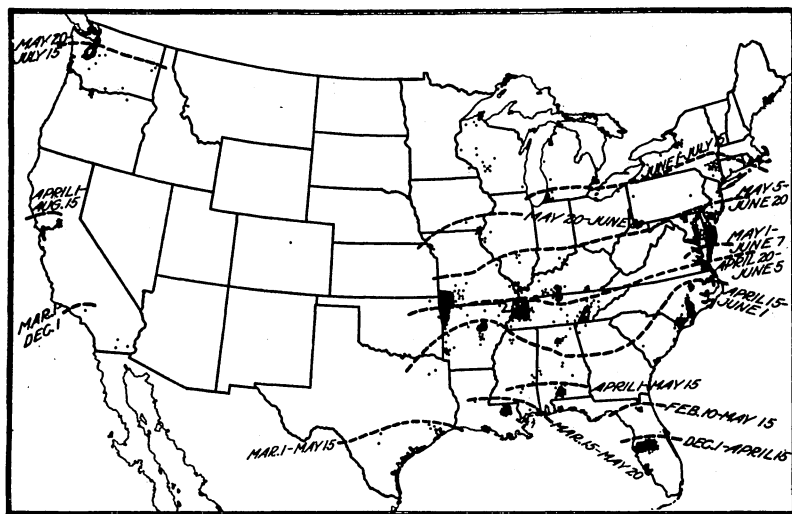 MAY 20-
JULY 15
JUNE 1-JULY 15
APRIL 1-
AUG. 15
MAY 5-
JUNE 20
MAY 20-JUNE
MAY 1-
JUNE 7
APRIL 20-
JUNE 5
APRIL 15-
JUNE 1
MAR. 1-
DEC. 1
APRIL 1-MAY 15
FEB. 10-MAY 15
MAR. 1-MAY 15
DEC. 1-APRIL 15
MAR. 15-
MAY 20